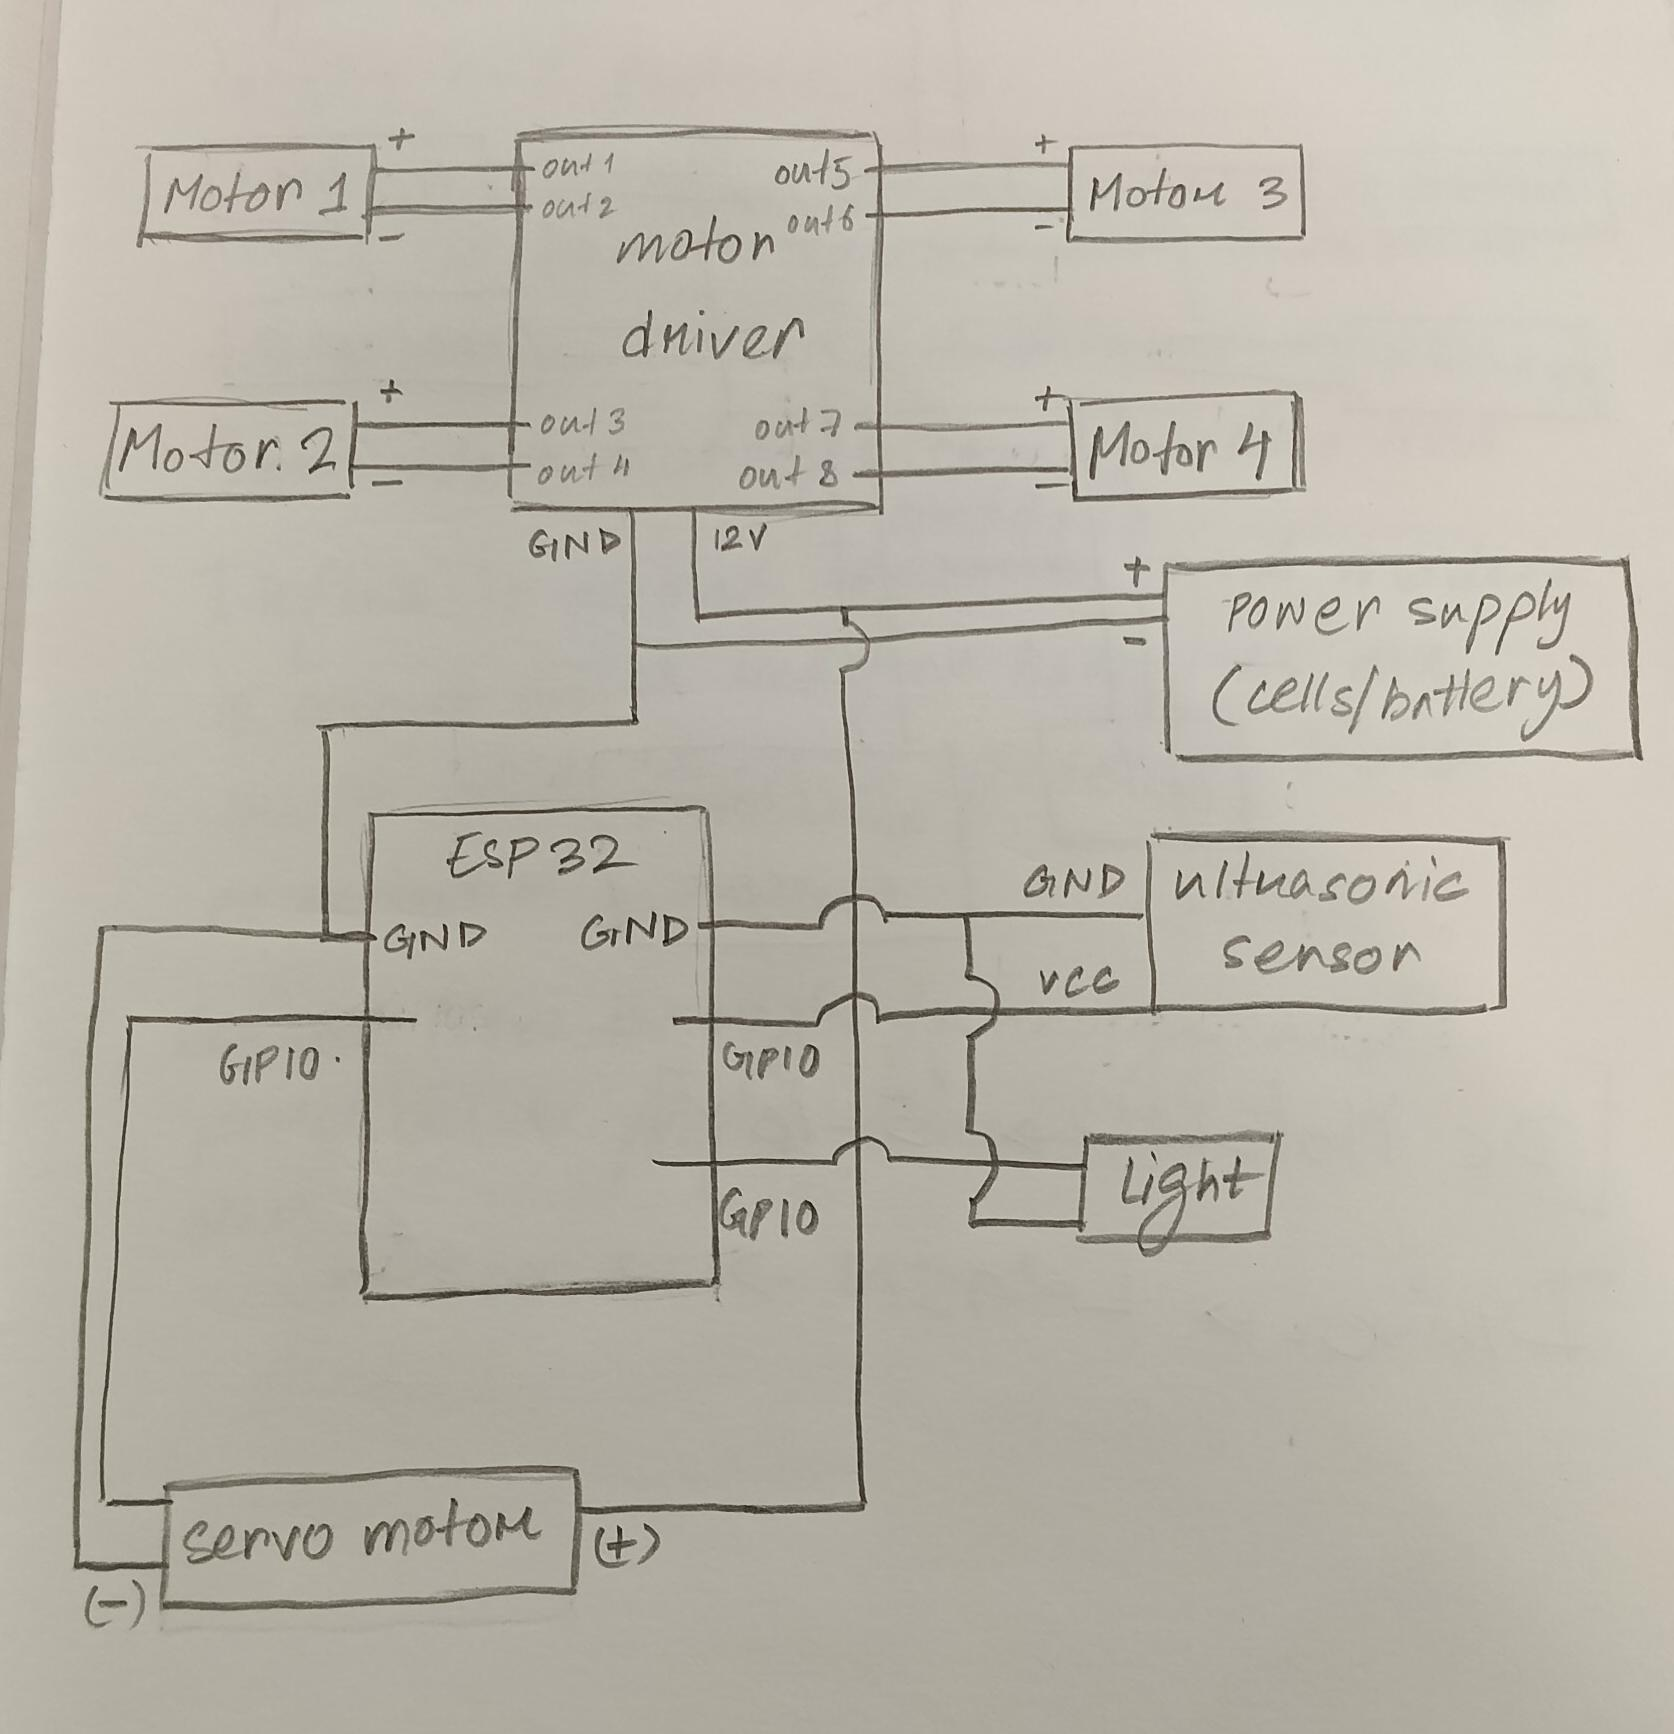 +
Motor 1
-
out 1
out 2
out5
out6
+
Motor 3
-
motor
driver
+
Motor 2
-
out 3
out 4
out 7
out 8
+
Motor 4
-
GND
12V
+
-
Power supply
(cells/battery)
ESP32
GND
GND
GND
VCC
ultrasonic
sensor
GPIO
GPIO
GPIO
Light
servo motor
(-)
(+)